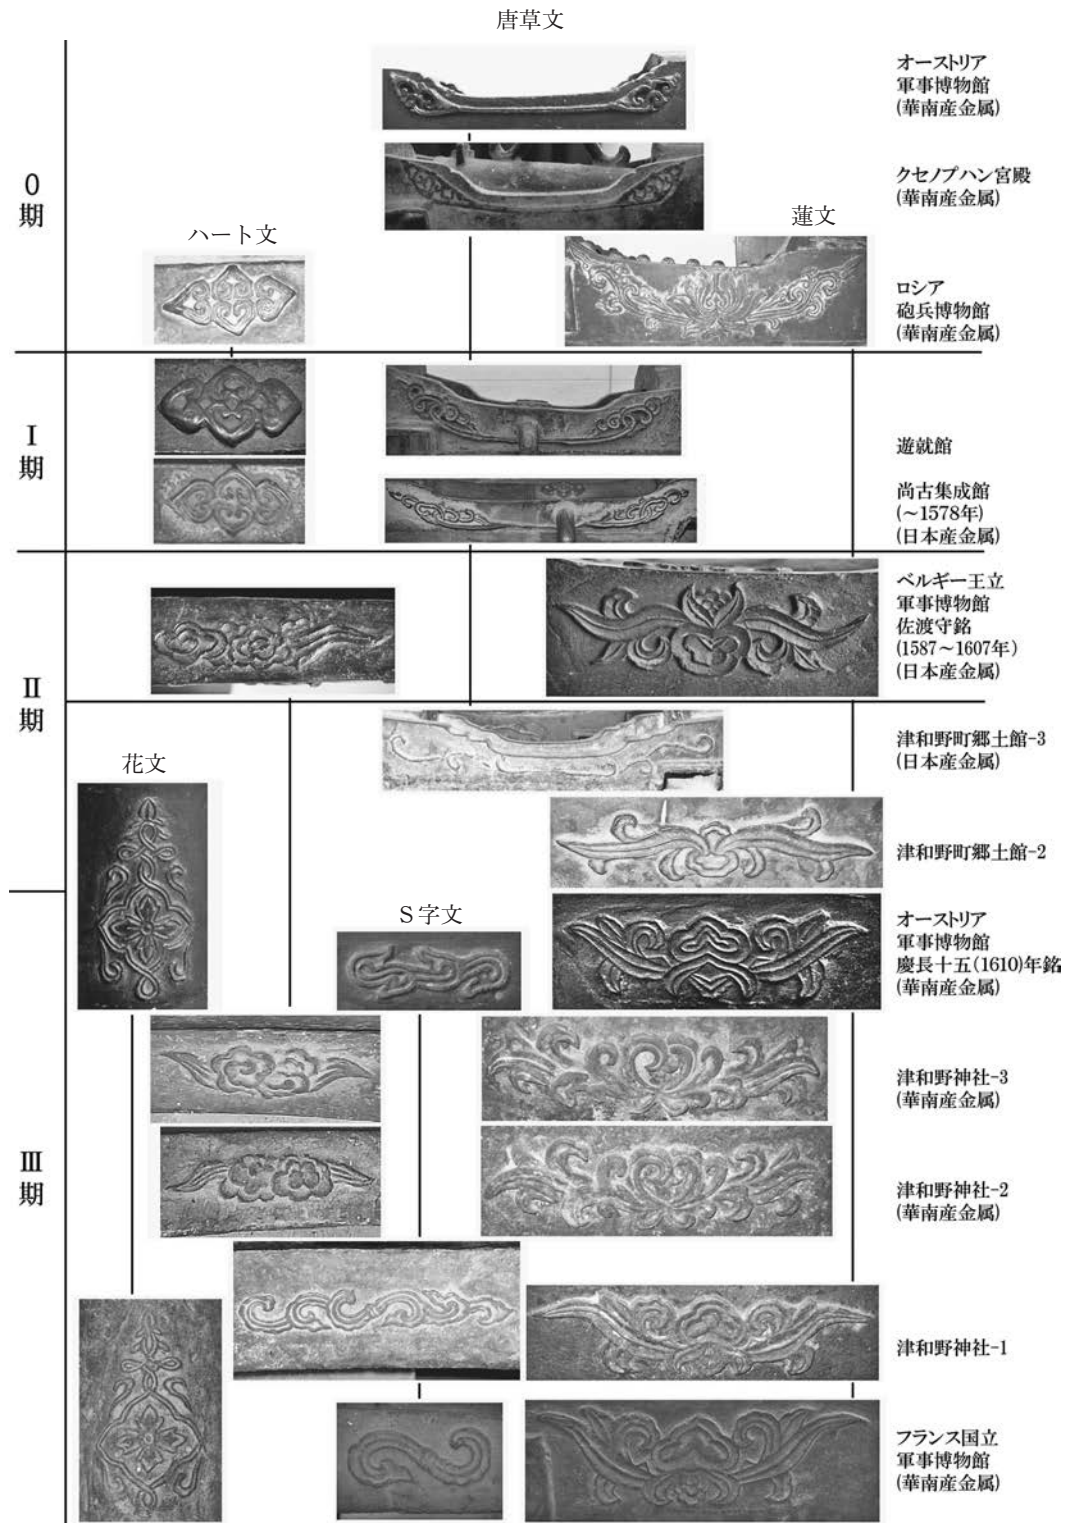 唐草文
オーストリア
軍事博物館
(華南産金属)
0
期
クセノプハン宮殿
(華南産金属)
ハート文
蓮文
ロシア
砲兵博物館
(華南産金属)
I
期
遊就館
尚古集成館
(～1578年)
(日本産金属)
II
期
ベルギー王立
軍事博物館
佐渡守銘
(1587～1607年)
(日本産金属)
津和野町郷土館-3
(日本産金属)
花文
津和野町郷土館-2
S字文
オーストリア
軍事博物館
慶長十五(1610)年銘
(華南産金属)
III
期
津和野神社-3
(華南産金属)
津和野神社-2
(華南産金属)
津和野神社-1
フランス国立
軍事博物館
(華南産金属)